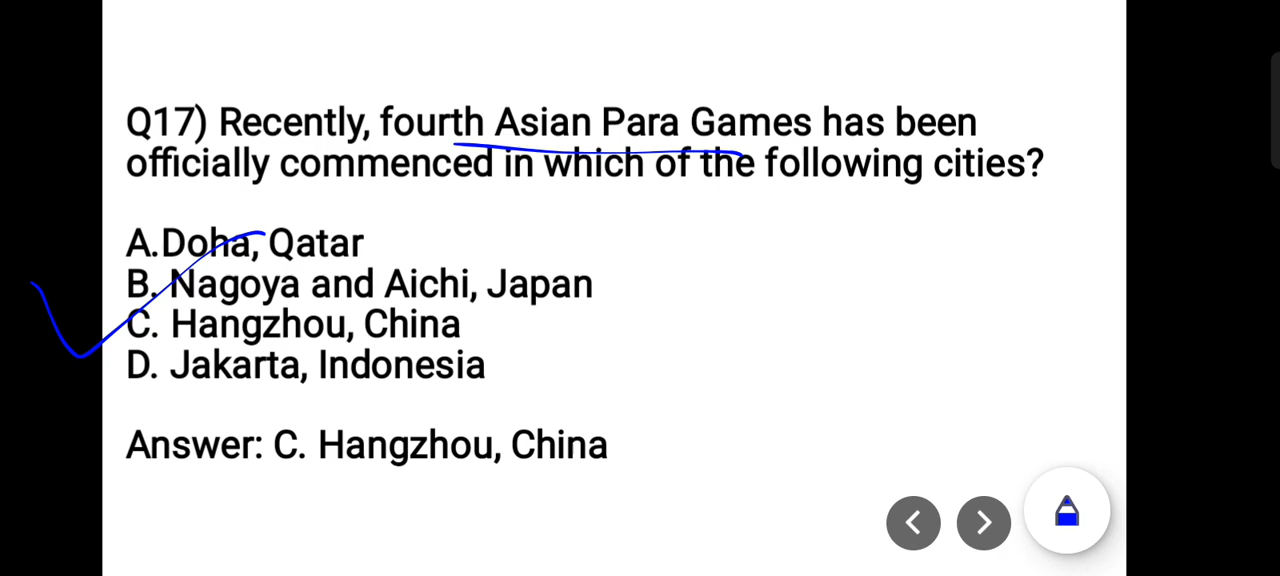 Q17) Recently, fourth Asian Para Games has been
officially commenced in which of the following cities?
A.Doha, Qatar
B. Nagoya and Aichi, Japan
C. Hangzhou, China
D. Jakarta, Indonesia
Answer: C. Hangzhou, China